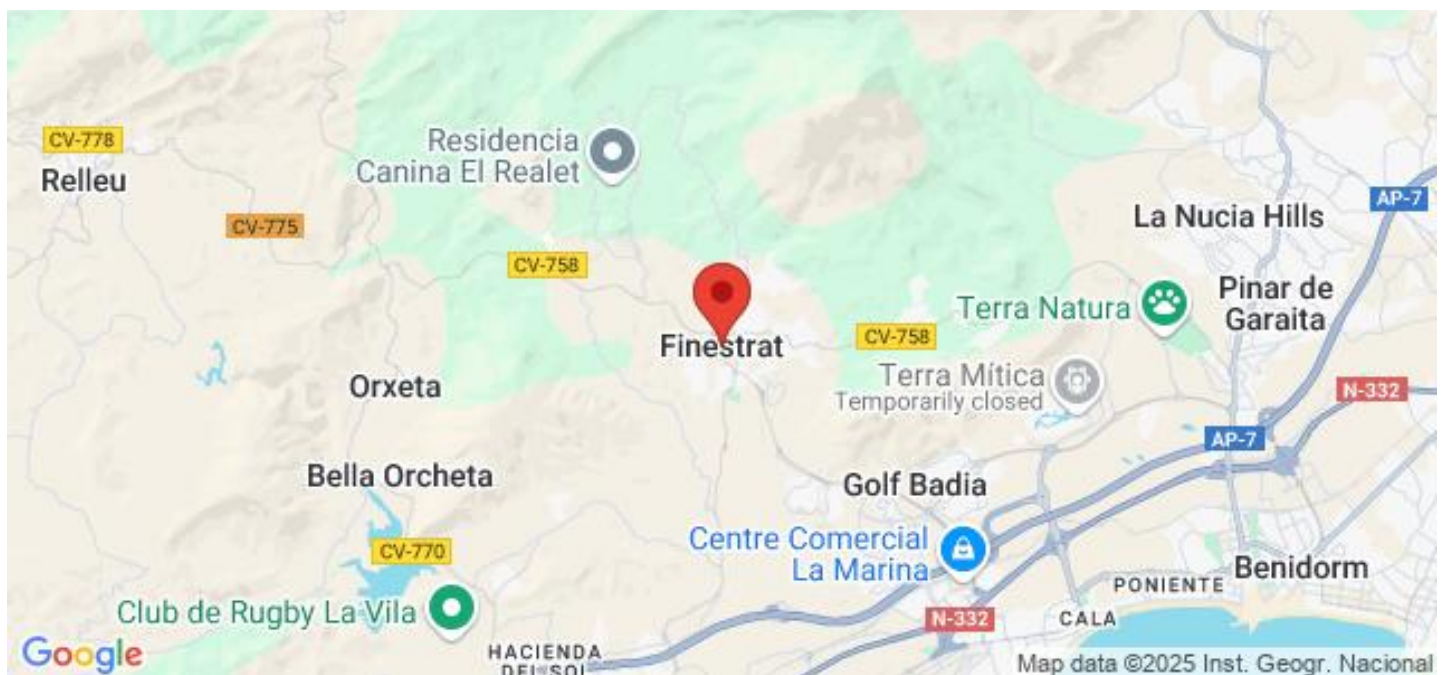 CV-778
Relleu
Residencia
Canina El Realet
AP-7
CV-775
La Nucia Hills
CV-758
Terra Natura
Pinar de
Garaita
Finestrat
CV-758
Orxeta
Terra Mítica
Temporarily closed
N-332
AP-7
Bella Orcheta
Golf Badia
CV-770
Centre Comercial
La Marina
Benidorm
PONIENTE
Club de Rugby La Vila
N-332
CALA
HACIENDA
DEL SOL
Google
Map data ©2025 Inst. Geogr. Nacional